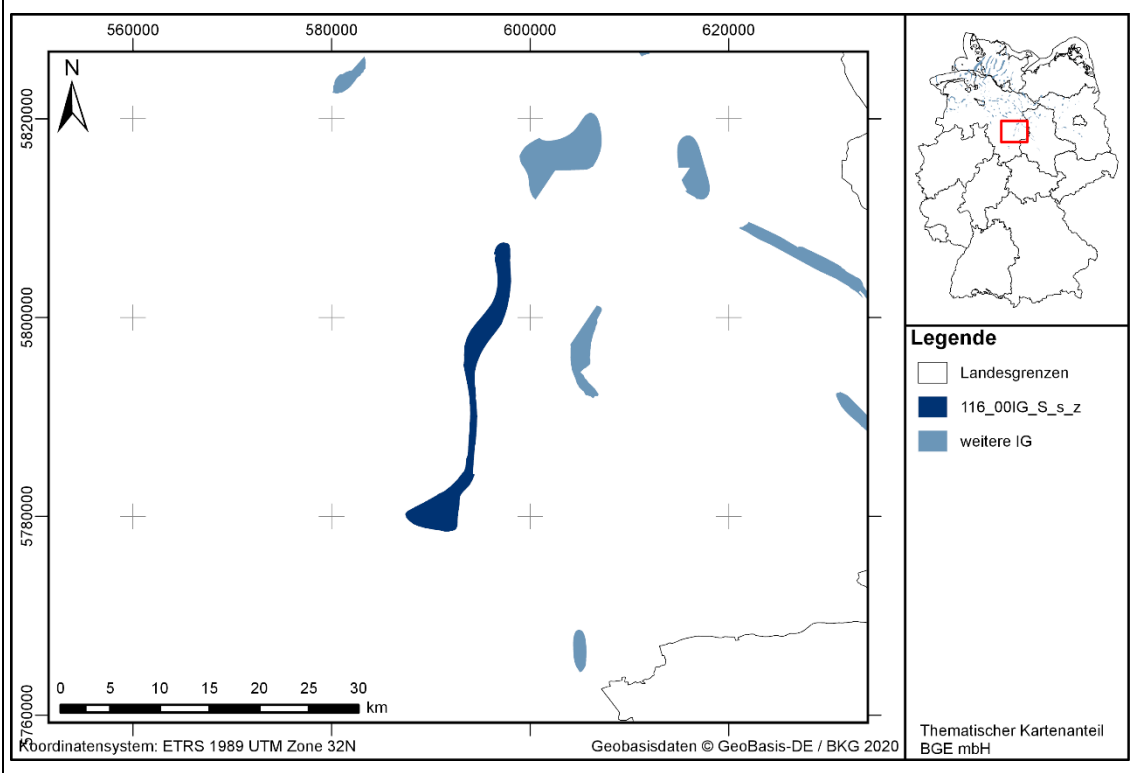 560000 580000 600000 620000
N
5820000
5800000
5780000
5760000
0 5 10 15 20 25 30
km
Koordinatensystem: ETRS 1989 UTM Zone 32N
Geobasisdaten © GeoBasis-DE / BKG 2020
Legende
Landesgrenzen
116_00IG_S_s_z
weitere IG
Thematischer Kartenanteil
BGE mbH